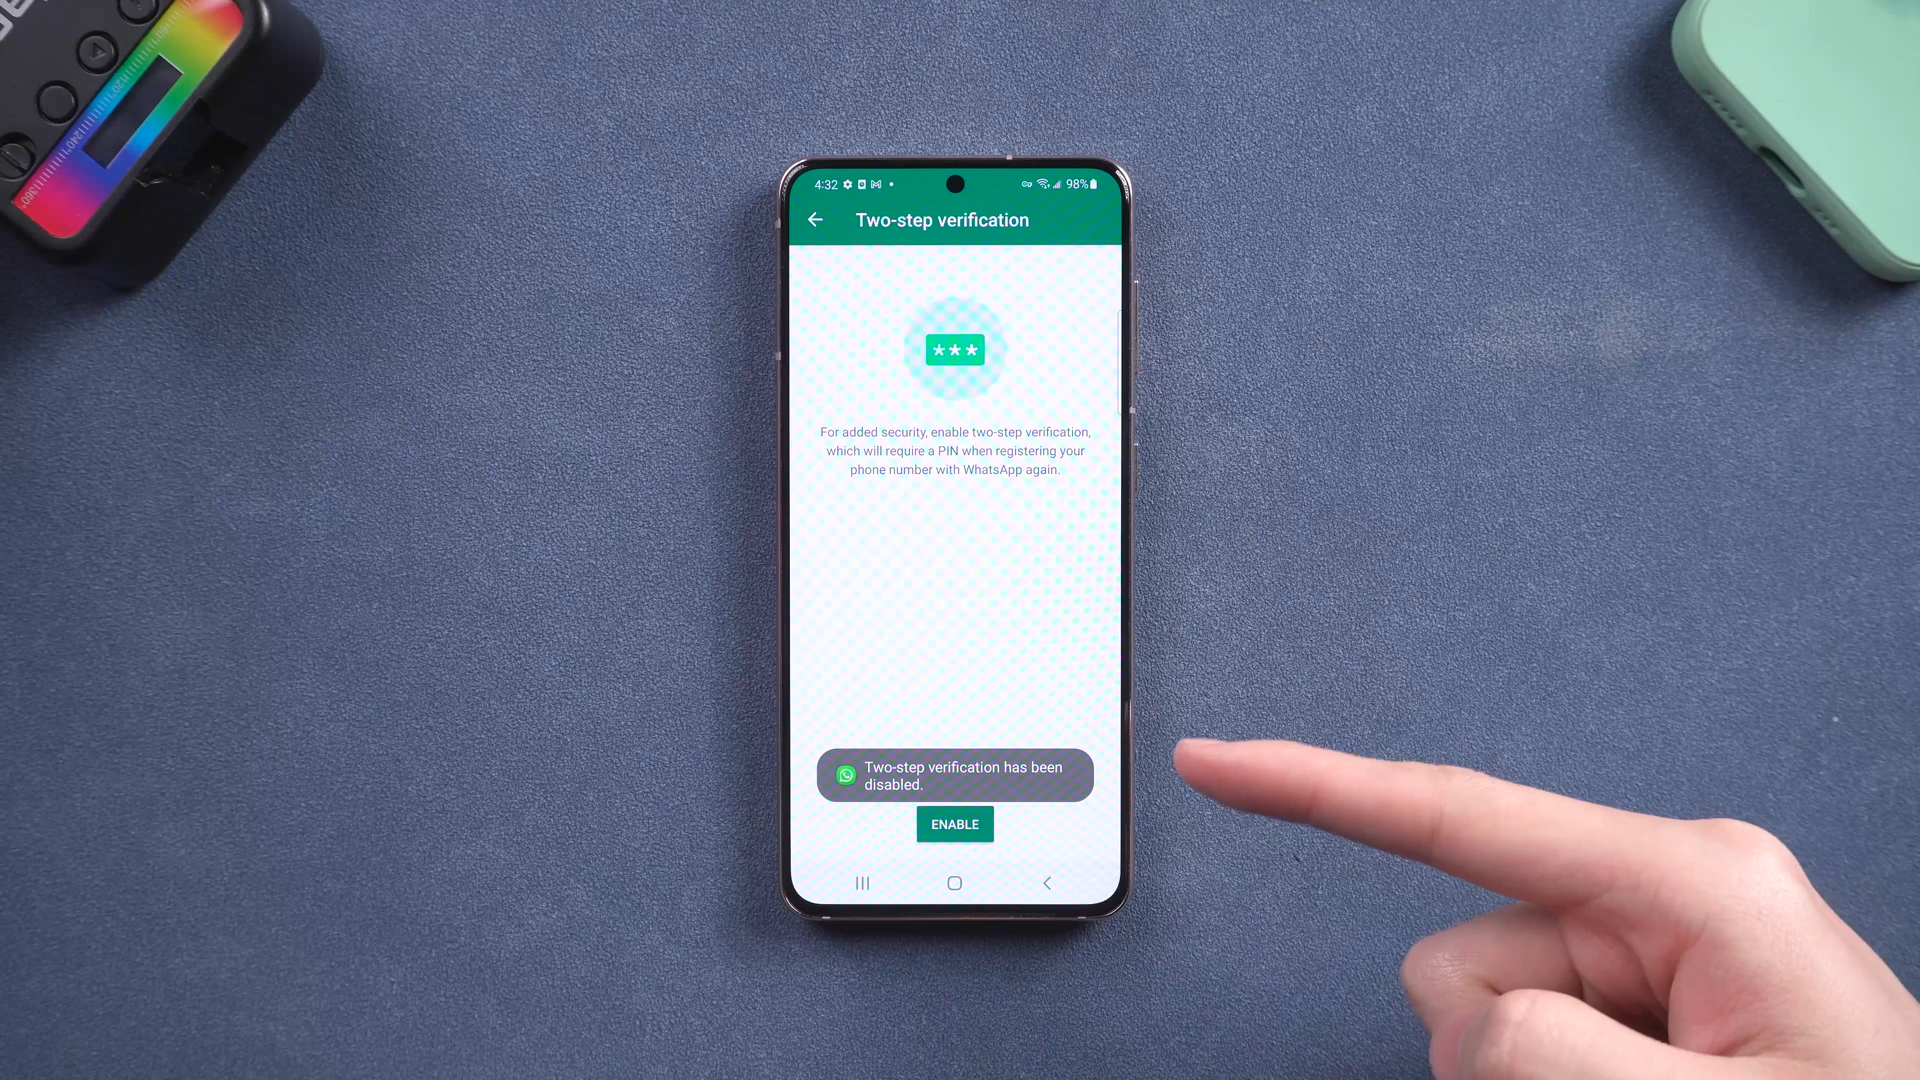 4:32
98%
Two-step verification
***
For added security, enable two-step verification,
which will require a PIN when registering your
phone number with WhatsApp again.
Two-step verification has been
disabled.
ENABLE